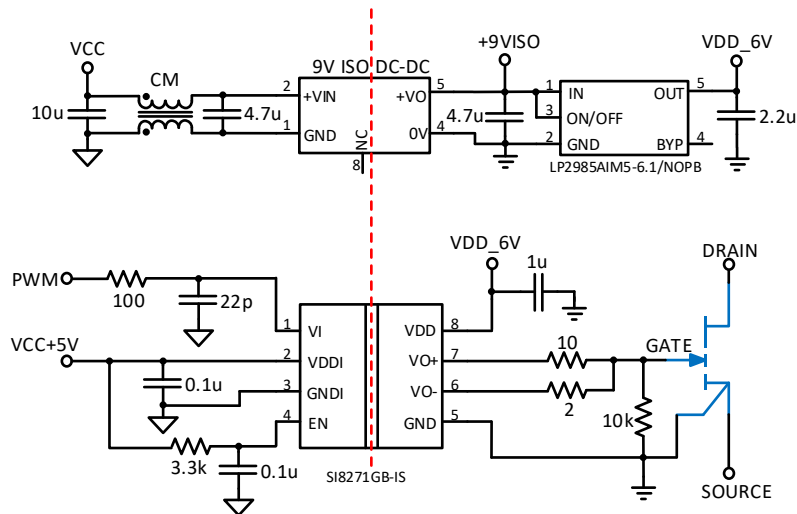 VCC
CM
10u
4.7u
9V ISO DC-DC
2
+VIN
1
GND
NC
8
+VO
5
0V
4
+9VISO
4.7u
1
IN
3
ON/OFF
2
GND
OUT
5
BYP
4
LP2985AIM5-6.1/NOPB
VDD_6V
2.2u
PWM
100
22p
VCC+5V
0.1u
3.3k
0.1u
1
VI
2
VDDI
3
GNDI
4
EN
VDD
8
VO+
7
VO-
6
GND
5
SI8271GB-IS
VDD_6V
1u
10
2
10k
GATE
DRAIN
SOURCE